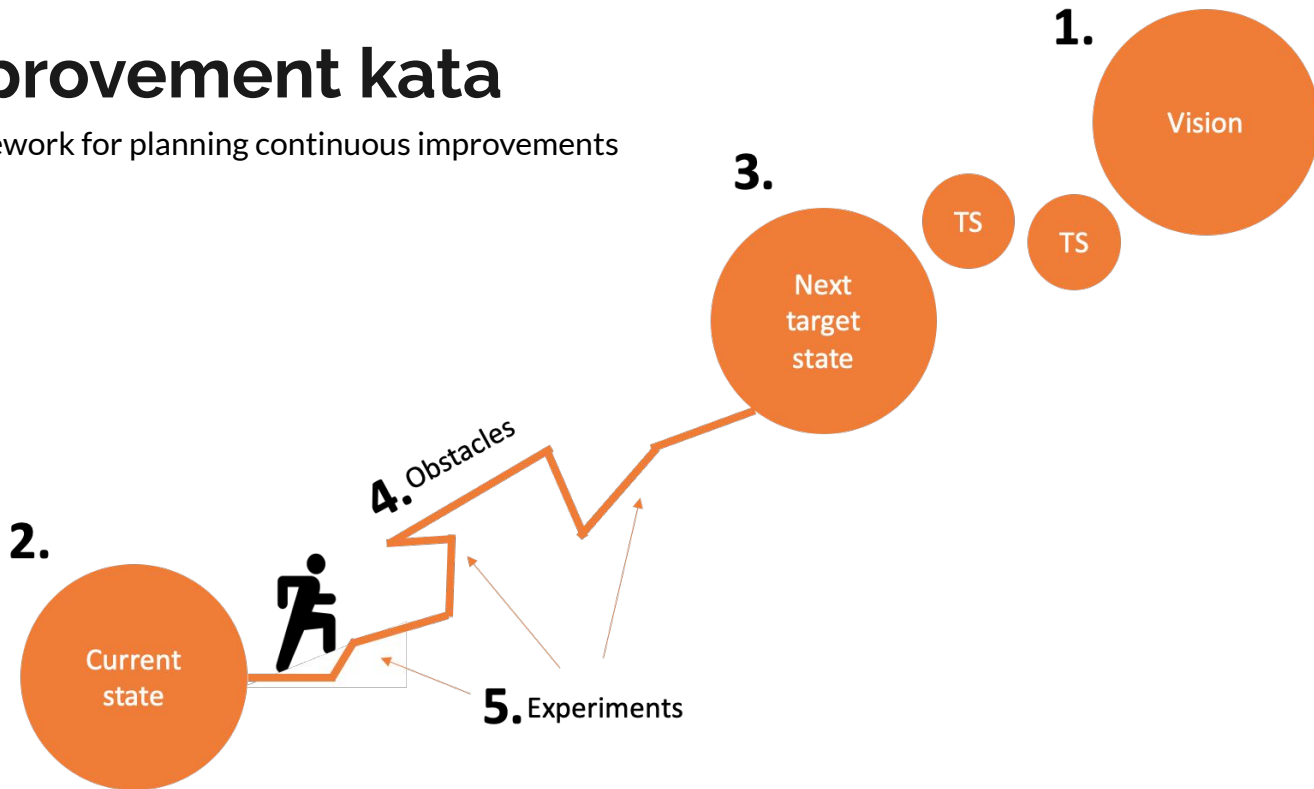 provement kata
ework for planning continuous improvements
1.
Vision
3.
TS
TS
Next
target
state
4. Obstacles
2.
Current
state
5. Experiments